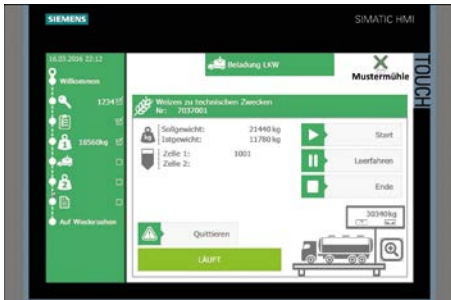 SIEMENS
SIMATIC HMI
TOUCH
16.03.2016 22:12
Beladung LKW
Mustermühle
Willkommen
1234
18560kg
Auf Wiedersehen
Weizen zu technischen Zwecken
Nr: 7037001
Sollgewicht: 21440 kg
Istgewicht: 11780 kg
Zelle 1: 1001
Zelle 2:
Start
Leerfahren
Ende
Quittieren
LÄUFT
30340kg